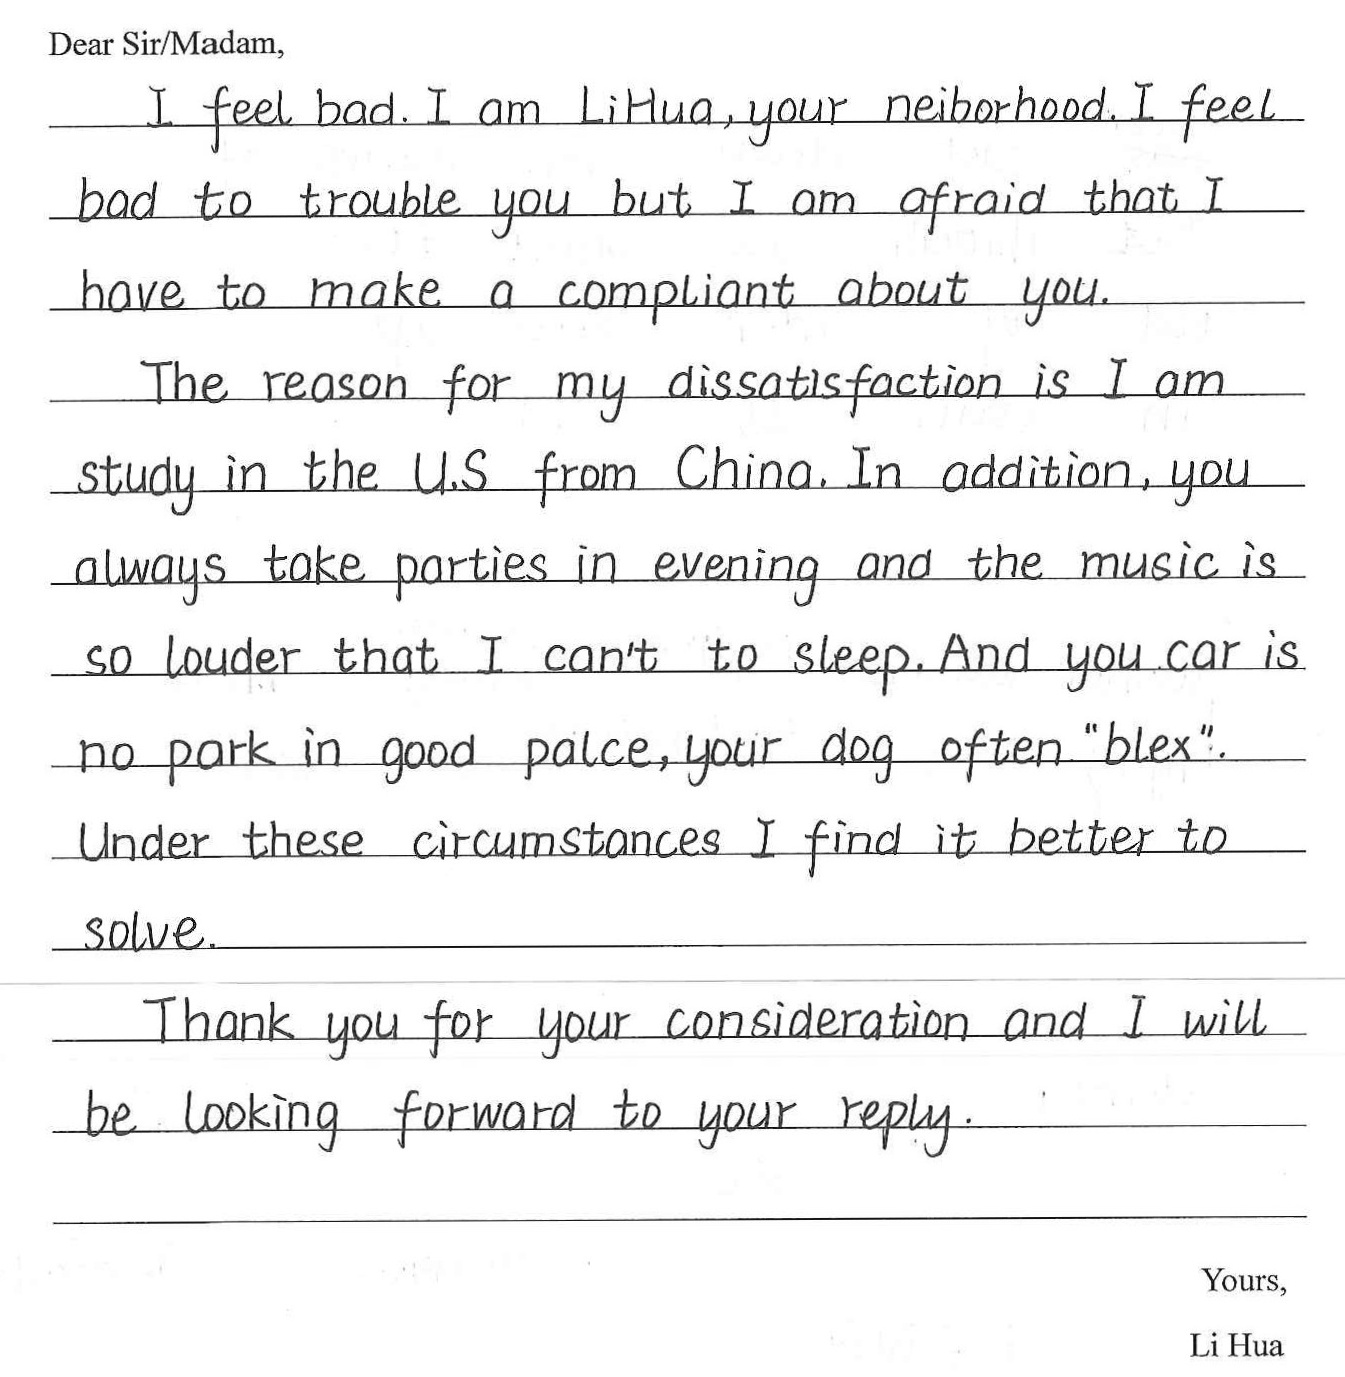 Dear Sir/Madam,
I feel bad. I am LiHua, your neiborhood. I feel
bad to trouble you but I am afraid that I
have to make a compliant about you.
The reason for my dissatisfaction is I am
study in the U.S from China. In addition, you
always take parties in evening and the music is
so louder that I can't to sleep. And you car is
no park in good palce, your dog often "blex".
Under these circumstances I find it better to
solve.
Thank you for your consideration and I will
be looking forward to your reply.
Yours,
Li Hua